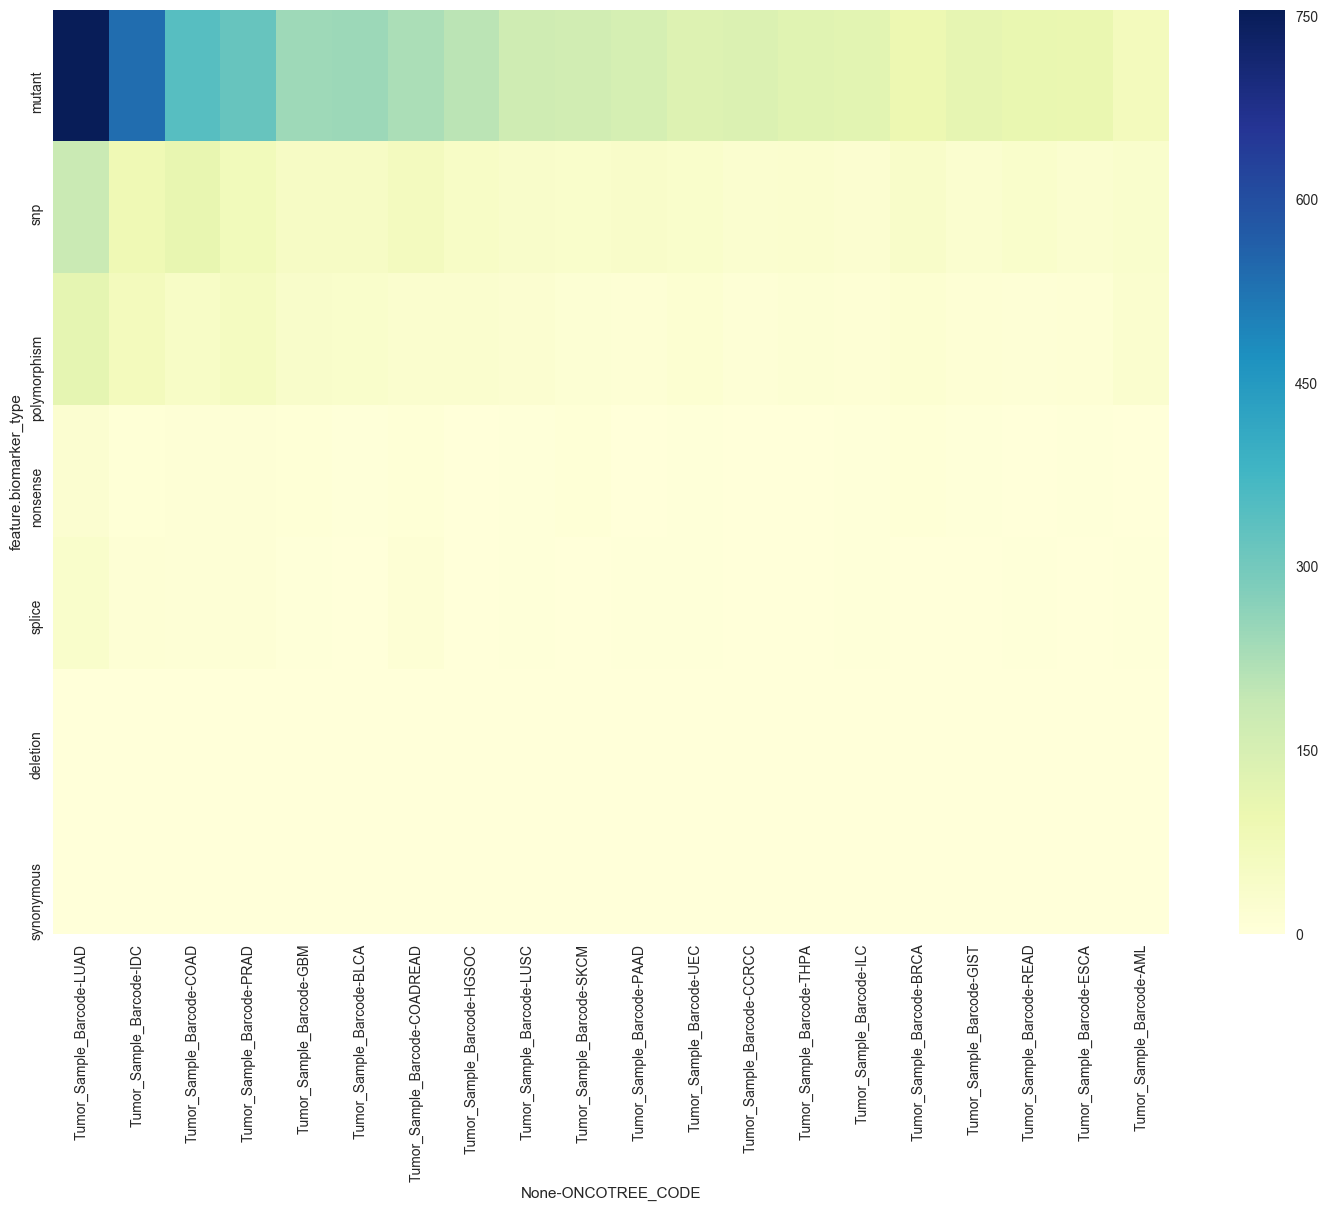 feature.biomarker_type
mutant
snp
polymorphism
nonsense
splice
deletion
synonymous
Tumor_Sample_Barcode-LUAD
Tumor_Sample_Barcode-IDC
Tumor_Sample_Barcode-COAD
Tumor_Sample_Barcode-PRAD
Tumor_Sample_Barcode-GBM
Tumor_Sample_Barcode-BLCA
Tumor_Sample_Barcode-COADREAD
Tumor_Sample_Barcode-HGSOC
Tumor_Sample_Barcode-LUSC
Tumor_Sample_Barcode-SKCM
Tumor_Sample_Barcode-PAAD
Tumor_Sample_Barcode-UEC
Tumor_Sample_Barcode-CCRCC
Tumor_Sample_Barcode-THPA
Tumor_Sample_Barcode-ILC
Tumor_Sample_Barcode-BRCA
Tumor_Sample_Barcode-GIST
Tumor_Sample_Barcode-READ
Tumor_Sample_Barcode-ESCA
Tumor_Sample_Barcode-AML
None-ONCOTREE_CODE
750
600
450
300
150
0